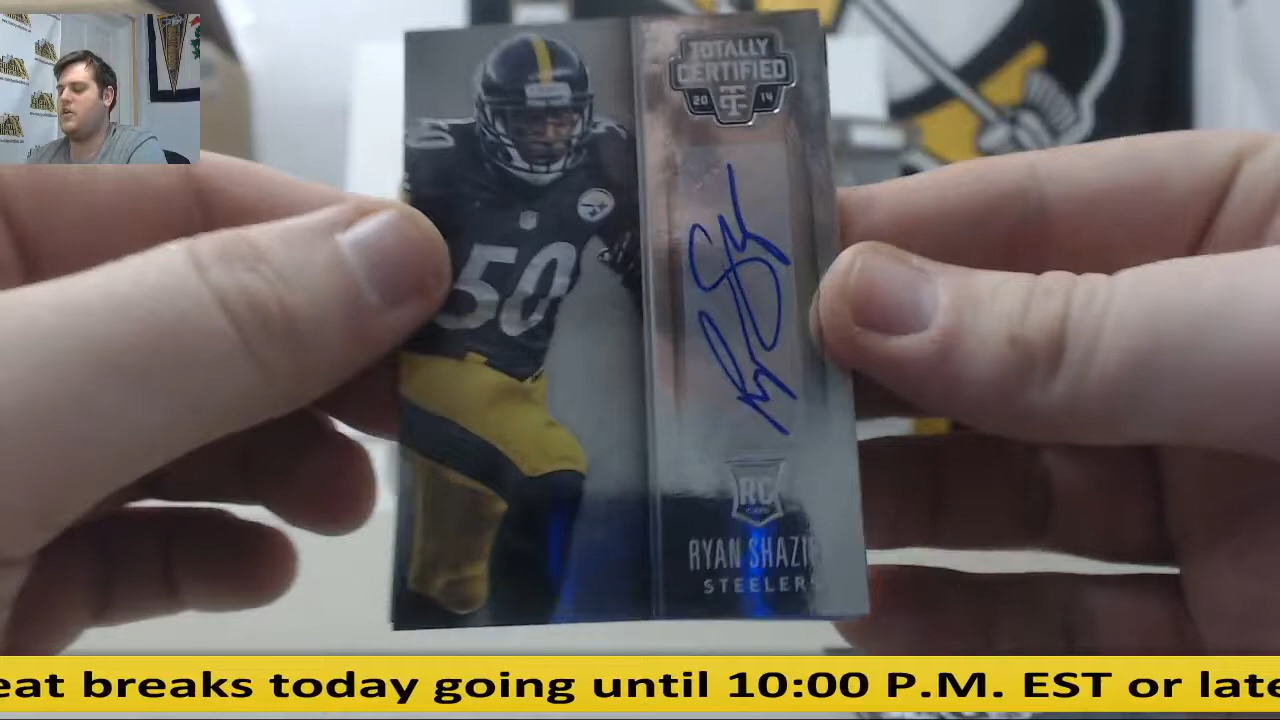 TOTALLY
CERTIFIED
20 TC 14
50
RC
RYAN SHAZI
STEELERS
eat breaks today going until 10:00 P.M. EST or late